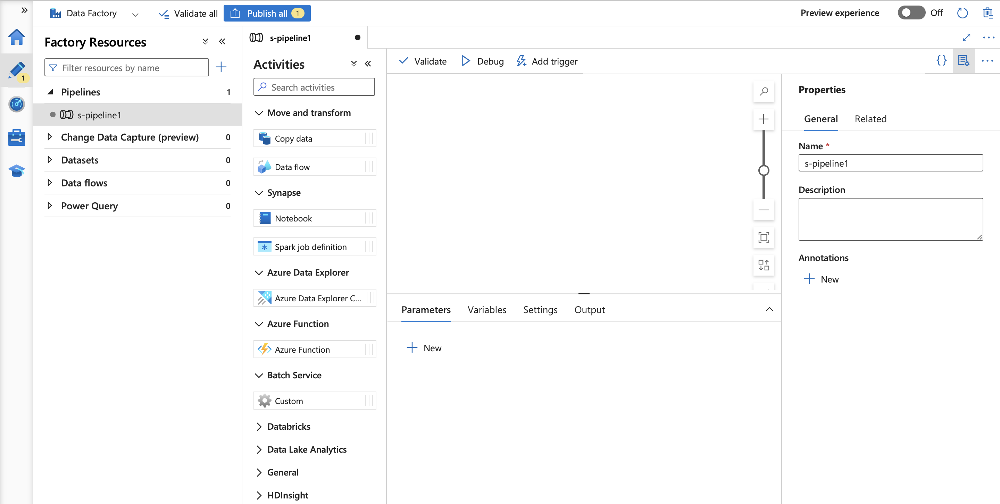 Data Factory
Validate all
Publish all 1
Preview experience
Off
1
Factory Resources
Filter resources by name
Pipelines 1
s-pipeline1
Change Data Capture (preview) 0
Datasets 0
Data flows 0
Power Query 0
s-pipeline1
Activities
Search activities
Move and transform
Copy data
Data flow
Synapse
Notebook
Spark job definition
Azure Data Explorer
Azure Data Explorer C...
Azure Function
Azure Function
Batch Service
Custom
Databricks
Data Lake Analytics
General
HDInsight
Validate
Debug
Add trigger
Parameters
Variables
Settings
Output
New
Properties
General
Related
Name *
s-pipeline1
Description
Annotations
New